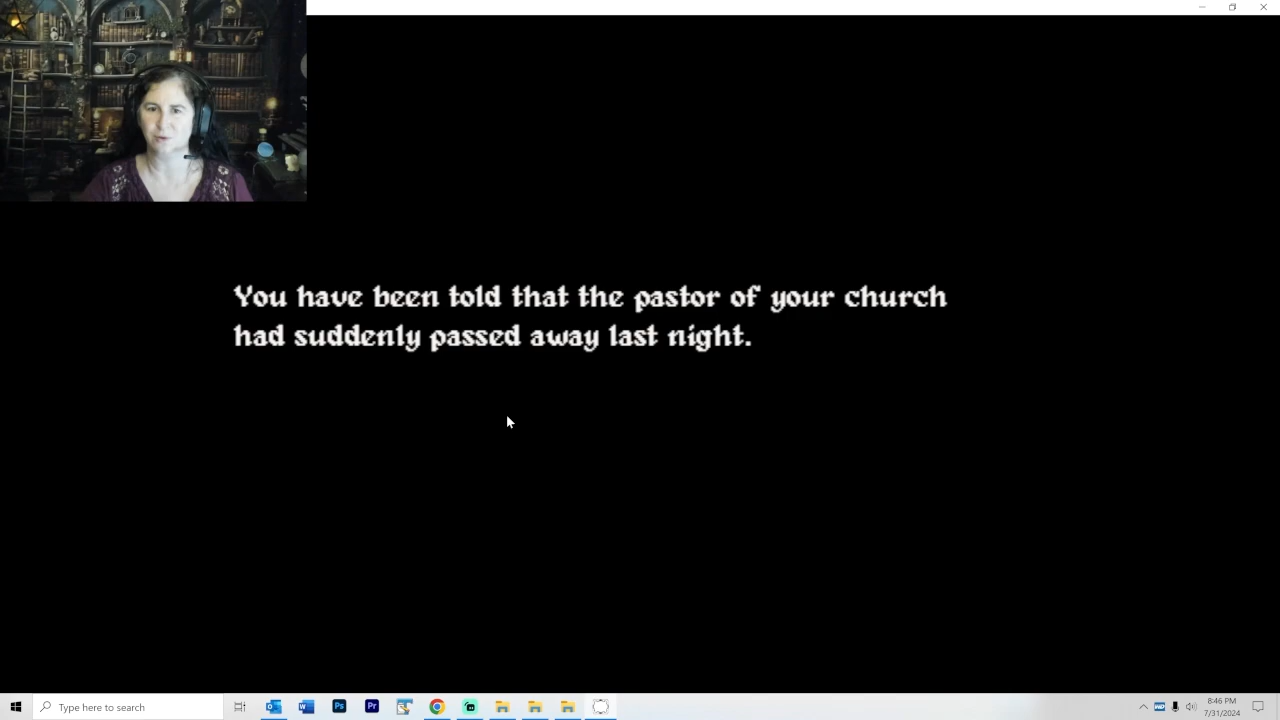 You have been told that the pastor of your church
had suddenly passed away last night.
Type here to search
8:46 PM
7/31/2024